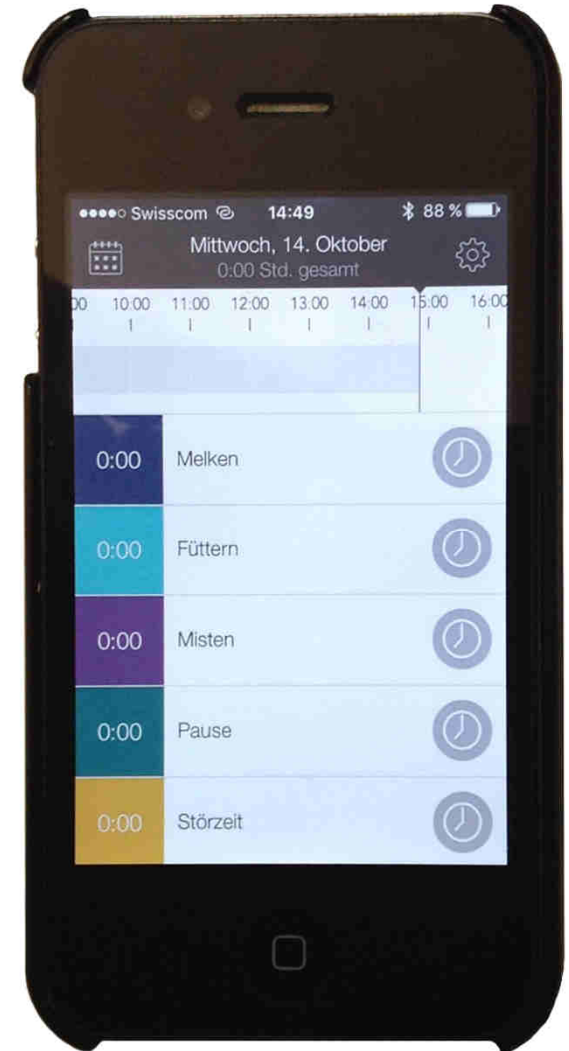 Swisscom 14:49 88 %
Mittwoch, 14. Oktober
0:00 Std. gesamt
00 10:00 11:00 12:00 13:00 14:00 15:00 16:00
0:00 Melken
0:00 Füttern
0:00 Misten
0:00 Pause
0:00 Störzeit